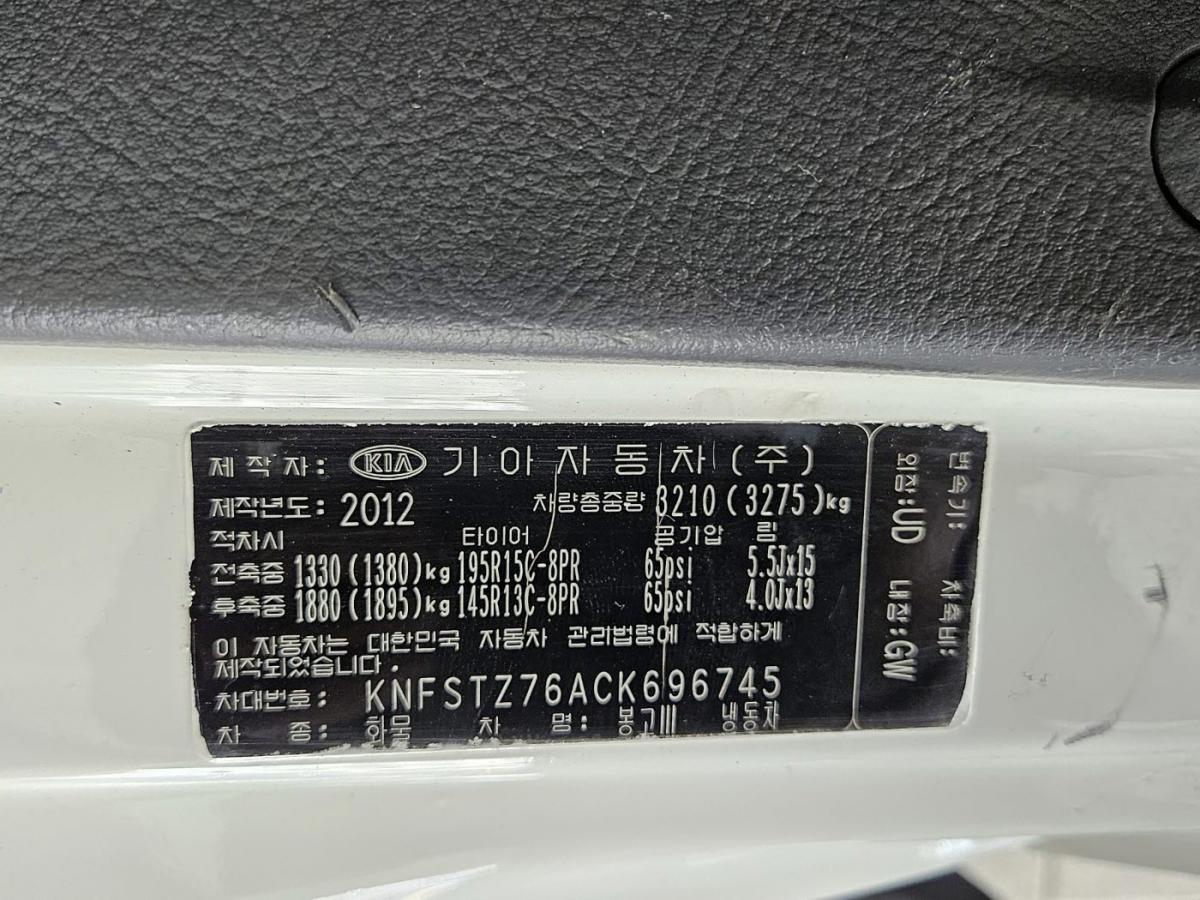 제 작 자: KIA 기아자동차(주)
제작년도: 2012 차량총중량 3210(3275)kg
적차시 타이어 공기압 림
전축중 1330(1380)kg 195R15C-8PR 65psi 5.5Jx15
후축중 1880(1895)kg 145R13C-8PR 65psi 4.0Jx13
이 자동차는 대한민국 자동차 관리법령에 적합하게
제작되었습니다.
차대번호: KNFSTZ76ACK696745
차 종: 화물 차 명: 봉고III 냉동차
변속기: 치축비:
외장:UD 내장:GW